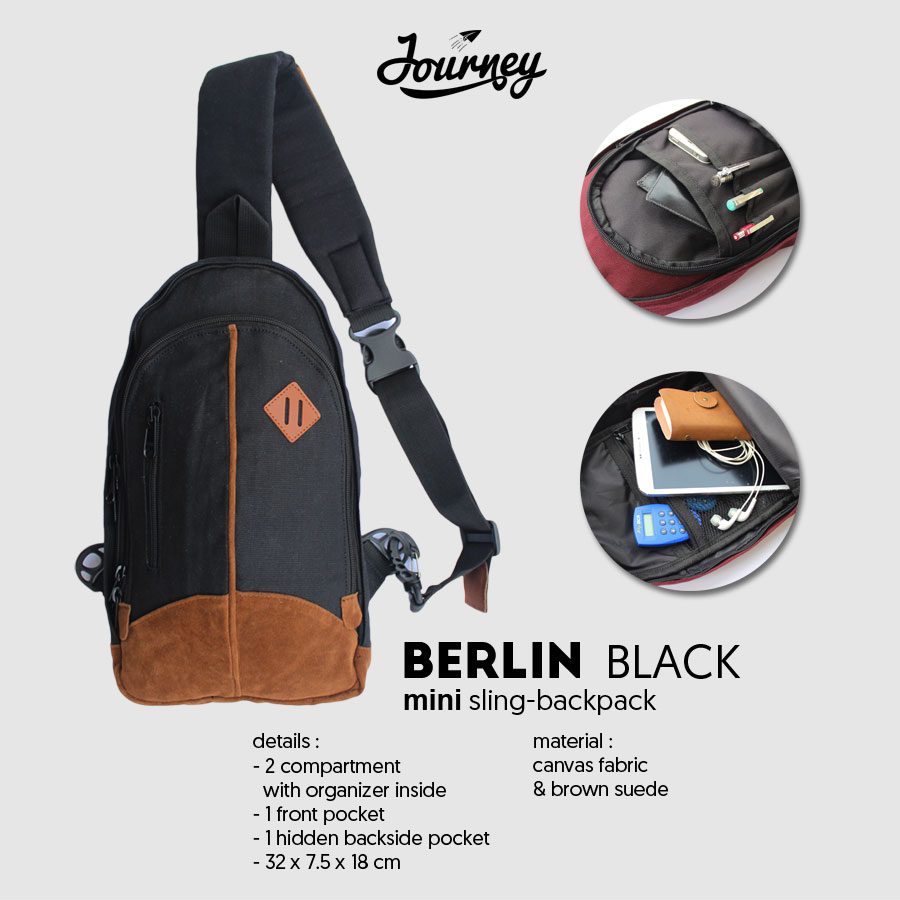 Journey
BERLIN BLACK
mini sling-backpack
details :
- 2 compartment
with organizer inside
- 1 front pocket
- 1 hidden backside pocket
- 32 x 7.5 x 18 cm
material :
canvas fabric
& brown suede